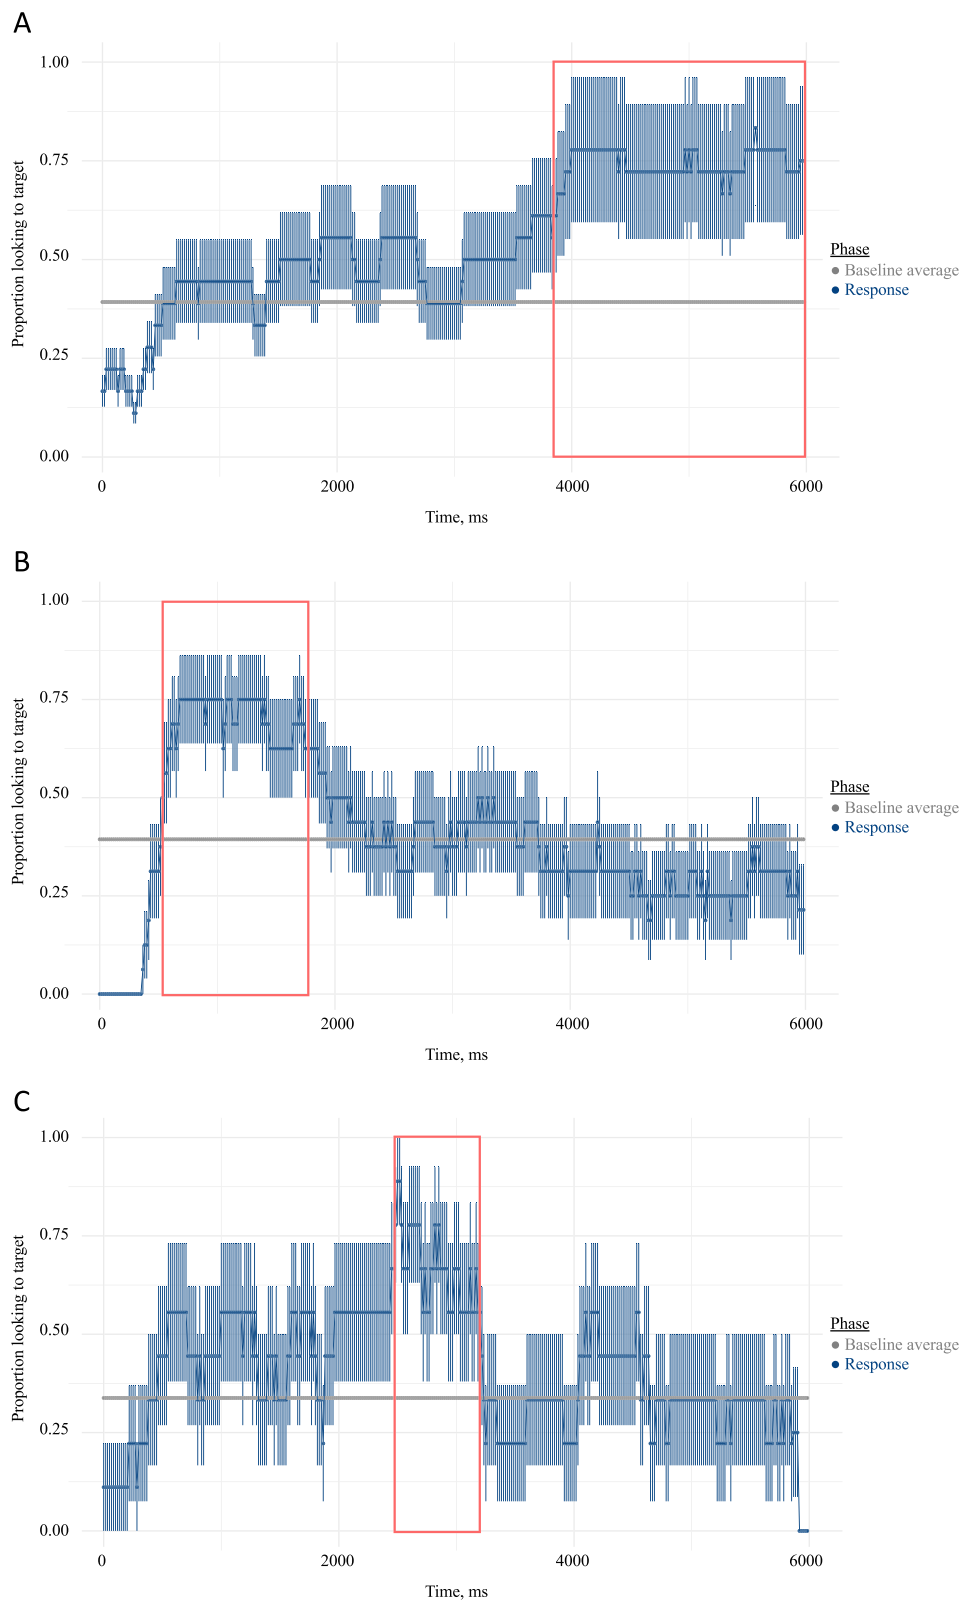 A
1.00
0.75
0.50
0.25
0.00
Proportion looking to target
0 2000 4000 6000
Time, ms
Phase
Baseline average
Response
B
1.00
0.75
0.50
0.25
0.00
Proportion looking to target
0 2000 4000 6000
Time, ms
Phase
Baseline average
Response
C
1.00
0.75
0.50
0.25
0.00
Proportion looking to target
0 2000 4000 6000
Time, ms
Phase
Baseline average
Response